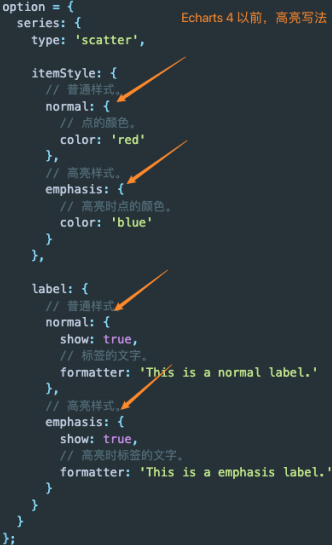 option = {
Echarts 4 以前，高亮写法
series: {
type: 'scatter',
itemStyle: {
// 普通样式。
normal: {
// 点的颜色。
color: 'red'
},
// 高亮样式。
emphasis: {
// 高亮时点的颜色。
color: 'blue'
}
},
label: {
// 普通样式
normal: {
show: true,
// 标签的文字。
formatter: 'This is a normal label.'
},
// 高亮样式。
emphasis: {
show: true,
// 高亮时标签的文字。
formatter: 'This is a emphasis label.'
}
}
}
};